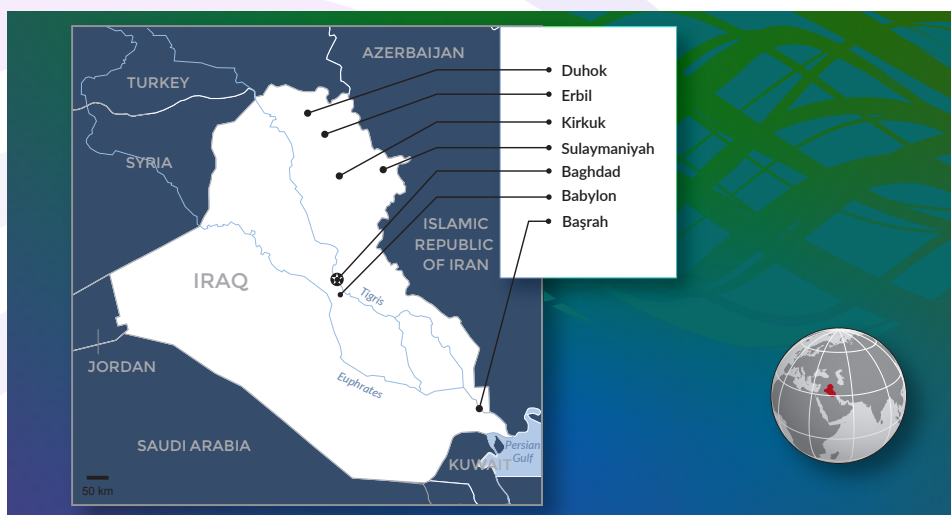 AZERBAIJAN
TURKEY
SYRIA
ISLAMIC
REPUBLIC
OF IRAN
IRAQ
Tigris
Euphrates
JORDAN
SAUDI ARABIA
KUWAIT
Persian
Gulf
50 km
Duhok
Erbil
Kirkuk
Sulaymaniyah
Baghdad
Babylon
Başrah